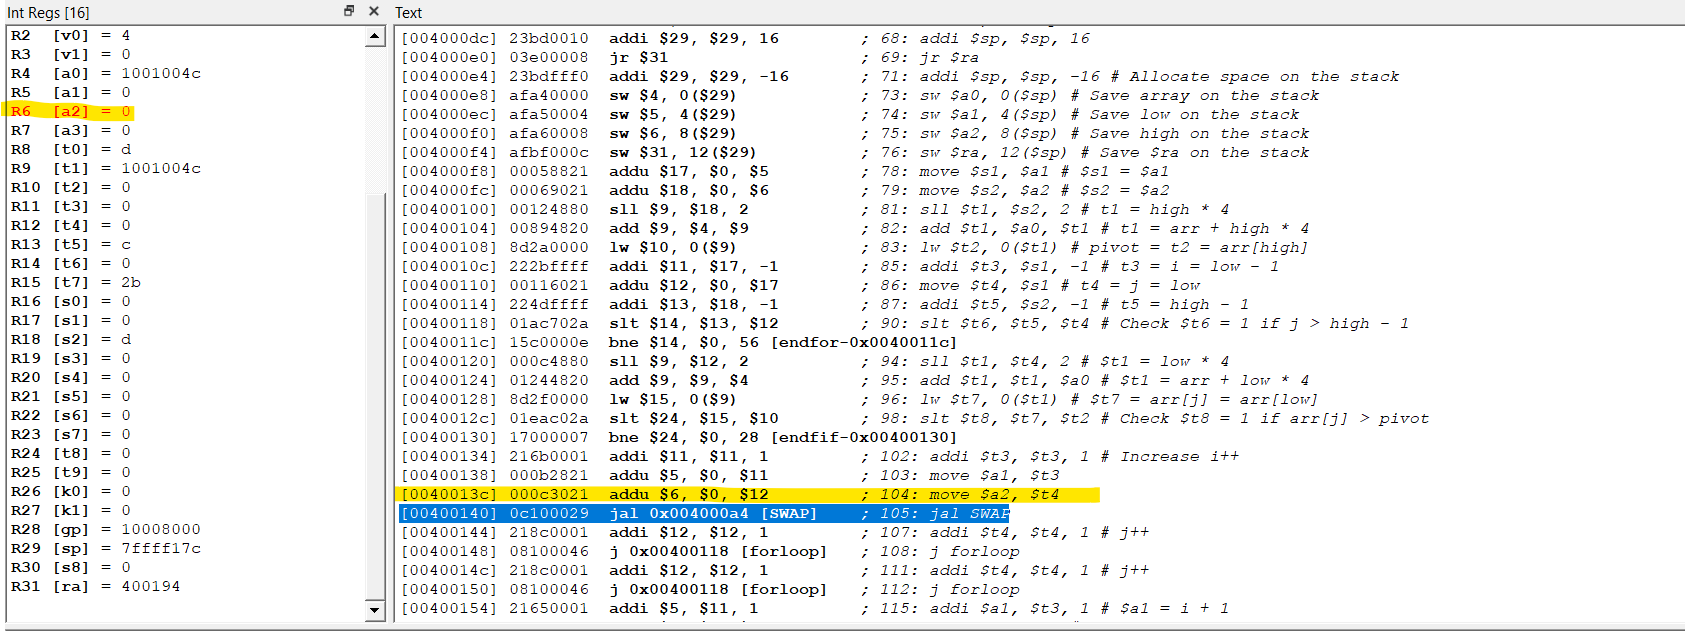 Int Regs [16]
R2 [v0] = 4
R3 [v1] = 0
R4 [a0] = 1001004c
R5 [a1] = 0
R6 [a2] = 0
R7 [a3] = 0
R8 [t0] = d
R9 [t1] = 1001004c
R10 [t2] = 0
R11 [t3] = 0
R12 [t4] = 0
R13 [t5] = c
R14 [t6] = 0
R15 [t7] = 2b
R16 [s0] = 0
R17 [s1] = 0
R18 [s2] = d
R19 [s3] = 0
R20 [s4] = 0
R21 [s5] = 0
R22 [s6] = 0
R23 [s7] = 0
R24 [t8] = 0
R25 [t9] = 0
R26 [k0] = 0
R27 [k1] = 0
R28 [gp] = 10008000
R29 [sp] = 7ffff17c
R30 [s8] = 0
R31 [ra] = 400194
Text
[004000dc] 23bd0010 addi $29, $29, 16 ; 68: addi $sp, $sp, 16
[004000e0] 03e00008 jr $31 ; 69: jr $ra
[004000e4] 23bdfff0 addi $29, $29, -16 ; 71: addi $sp, $sp, -16 # Allocate space on the stack
[004000e8] afa40000 sw $4, 0($29) ; 73: sw $a0, 0($sp) # Save array on the stack
[004000ec] afa50004 sw $5, 4($29) ; 74: sw $a1, 4($sp) # Save low on the stack
[004000f0] afa60008 sw $6, 8($29) ; 75: sw $a2, 8($sp) # Save high on the stack
[004000f4] afbf000c sw $31, 12($29) ; 76: sw $ra, 12($sp) # Save $ra on the stack
[004000f8] 00058821 addu $17, $0, $5 ; 78: move $s1, $a1 # $s1 = $a1
[004000fc] 00069021 addu $18, $0, $6 ; 79: move $s2, $a2 # $s2 = $a2
[00400100] 00124880 sll $9, $18, 2 ; 81: sll $t1, $s2, 2 # t1 = high * 4
[00400104] 00894820 add $9, $4, $9 ; 82: add $t1, $a0, $t1 # t1 = arr + high * 4
[00400108] 8d2a0000 lw $10, 0($9) ; 83: lw $t2, 0($t1) # pivot = t2 = arr[high]
[0040010c] 222bffff addi $11, $17, -1 ; 85: addi $t3, $s1, -1 # t3 = i = low - 1
[00400110] 00116021 addu $12, $0, $17 ; 86: move $t4, $s1 # t4 = j = low
[00400114] 224dffff addi $13, $18, -1 ; 87: addi $t5, $s2, -1 # t5 = high - 1
[00400118] 01ac702a slt $14, $13, $12 ; 90: slt $t6, $t5, $t4 # Check $t6 = 1 if j > high - 1
[0040011c] 15c0000e bne $14, $0, 56 [endfor-0x0040011c]
[00400120] 000c4880 sll $9, $12, 2 ; 94: sll $t1, $t4, 2 # $t1 = low * 4
[00400124] 01244820 add $9, $9, $4 ; 95: add $t1, $t1, $a0 # $t1 = arr + low * 4
[00400128] 8d2f0000 lw $15, 0($9) ; 96: lw $t7, 0($t1) # $t7 = arr[j] = arr[low]
[0040012c] 01eac02a slt $24, $15, $10 ; 98: slt $t8, $t7, $t2 # Check $t8 = 1 if arr[j] > pivot
[00400130] 17000007 bne $24, $0, 28 [endfif-0x00400130]
[00400134] 216b0001 addi $11, $11, 1 ; 102: addi $t3, $t3, 1 # Increase i++
[00400138] 000b2821 addu $5, $0, $11 ; 103: move $a1, $t3
[0040013c] 000c3021 addu $6, $0, $12 ; 104: move $a2, $t4
[00400140] 0c100029 jal 0x004000a4 [SWAP] ; 105: jal SWAP
[00400144] 218c0001 addi $12, $12, 1 ; 107: addi $t4, $t4, 1 # j++
[00400148] 08100046 j 0x00400118 [forloop] ; 108: j forloop
[0040014c] 218c0001 addi $12, $12, 1 ; 111: addi $t4, $t4, 1 # j++
[00400150] 08100046 j 0x00400118 [forloop] ; 112: j forloop
[00400154] 21650001 addi $5, $11, 1 ; 115: addi $a1, $t3, 1 # $a1 = i + 1